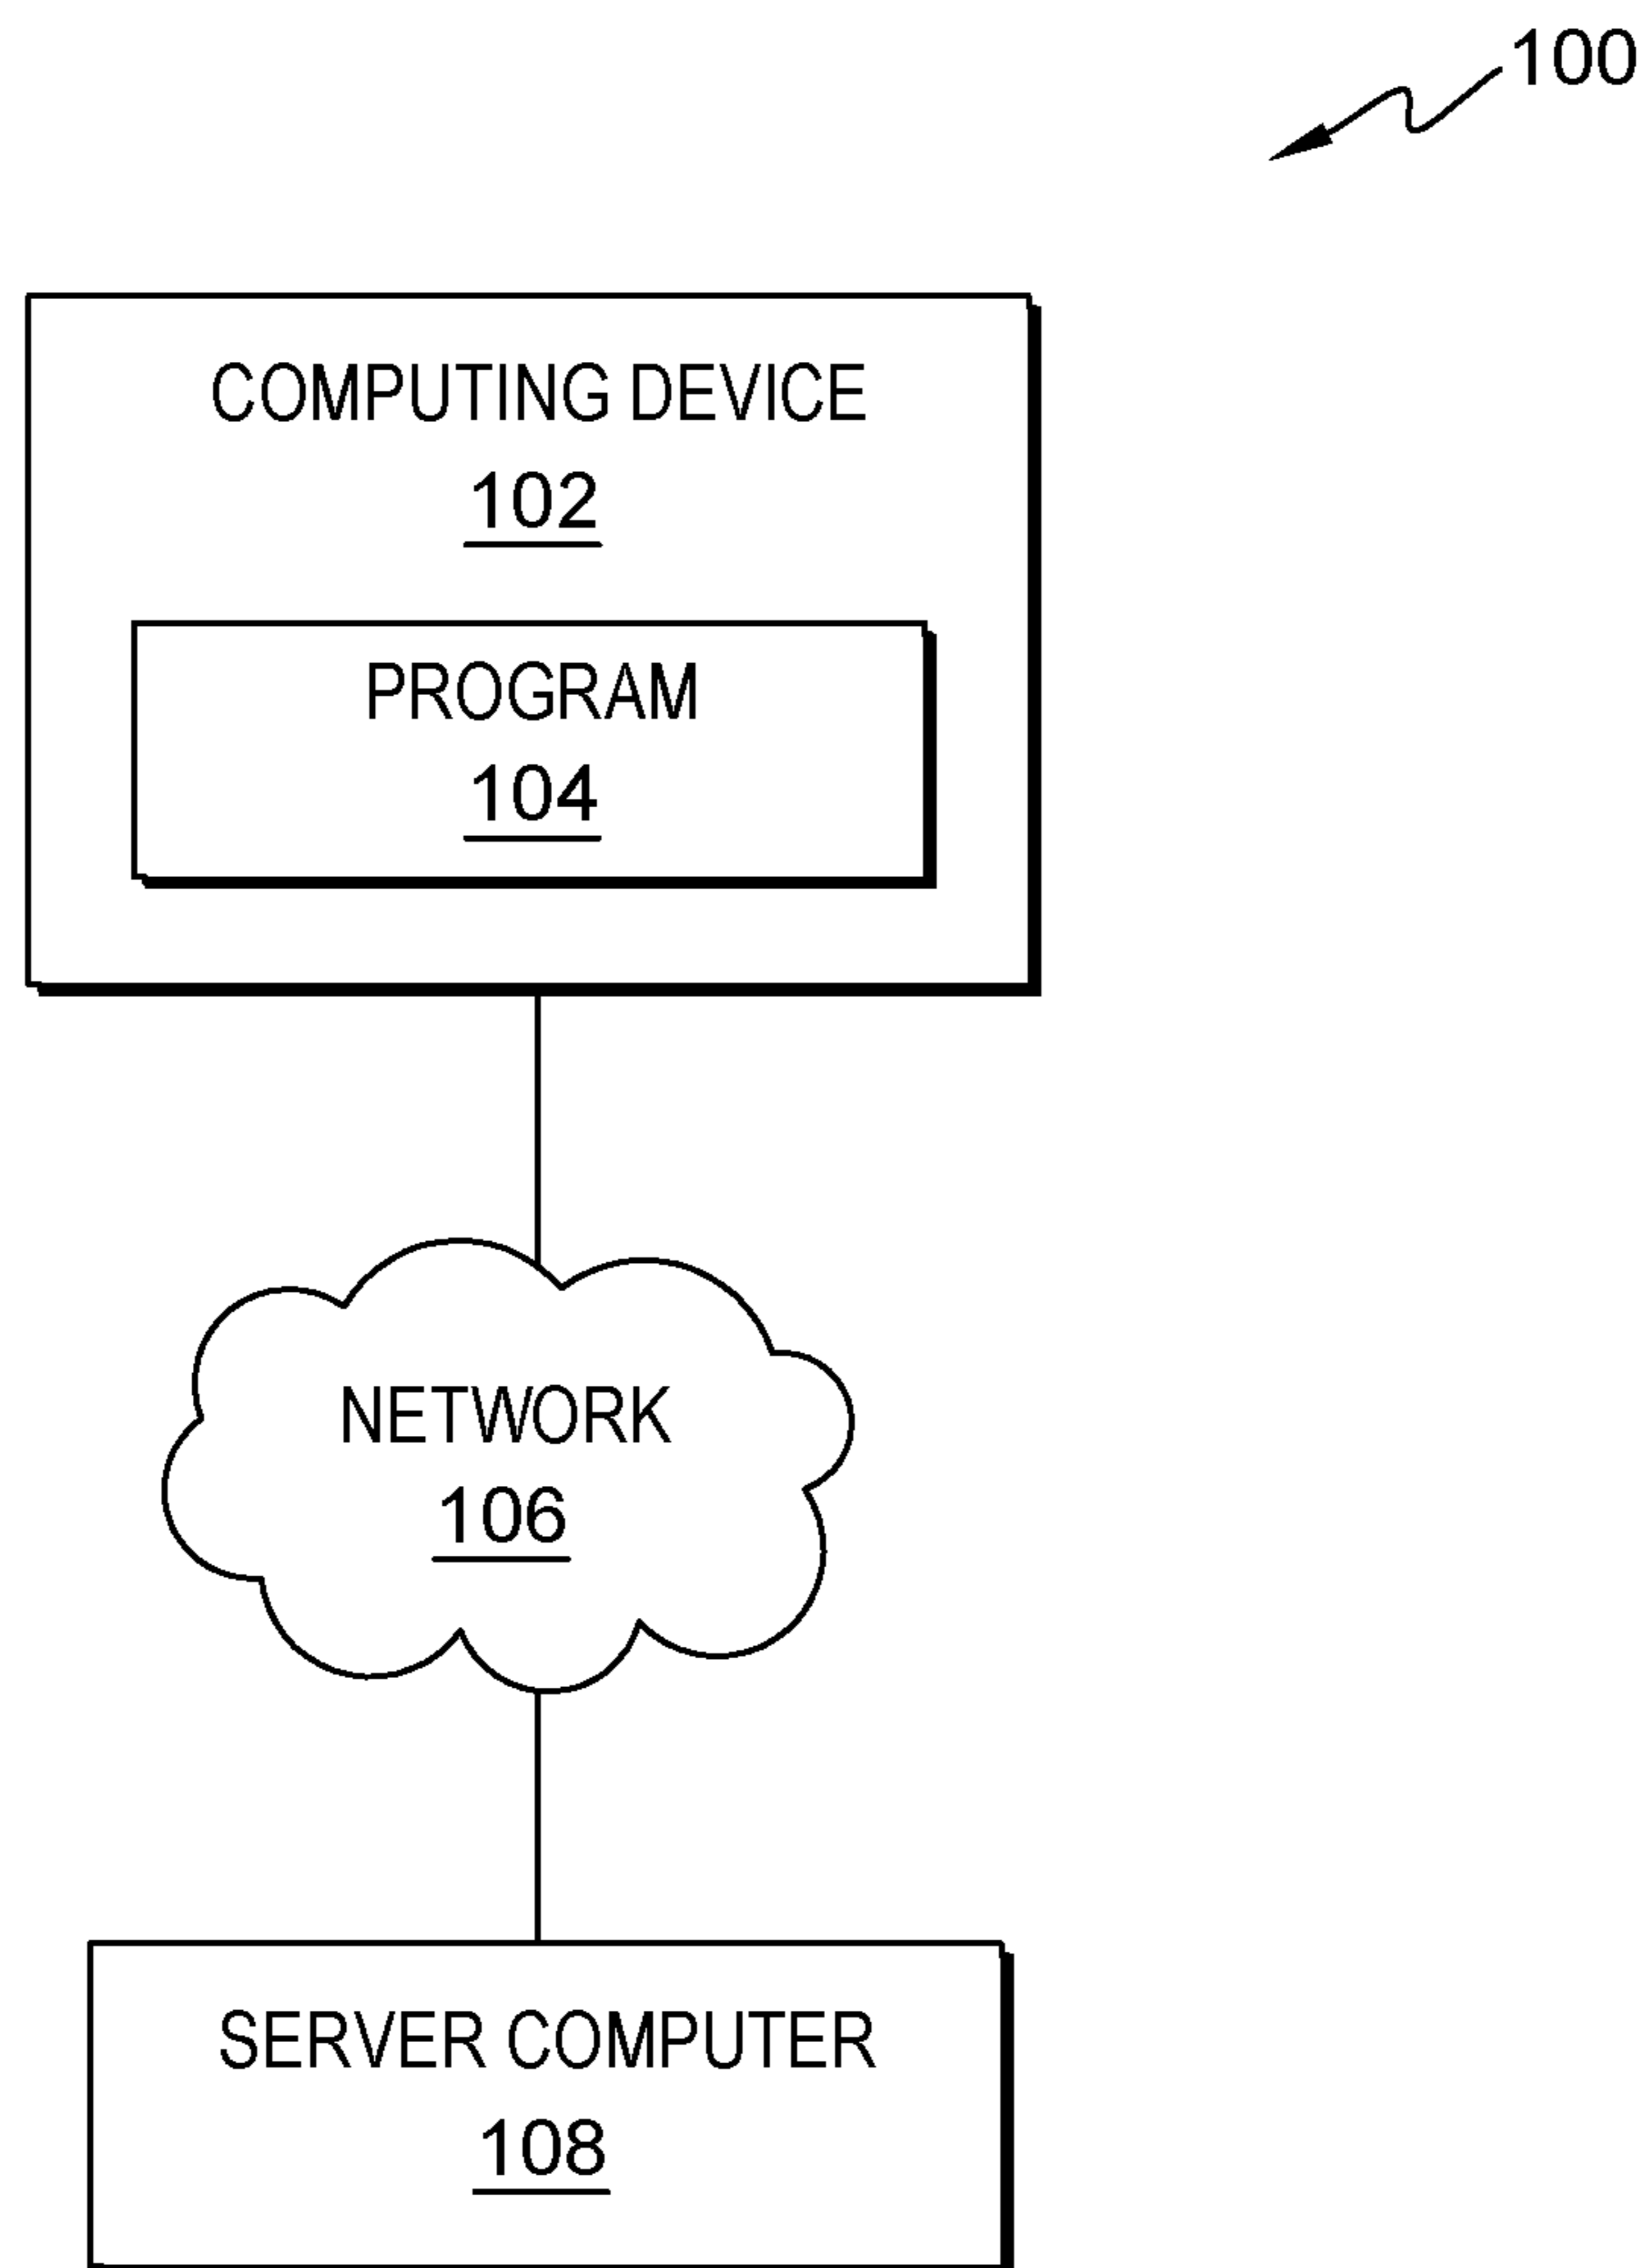 100
COMPUTING DEVICE
102
PROGRAM
104
NETWORK
106
SERVER COMPUTER
108